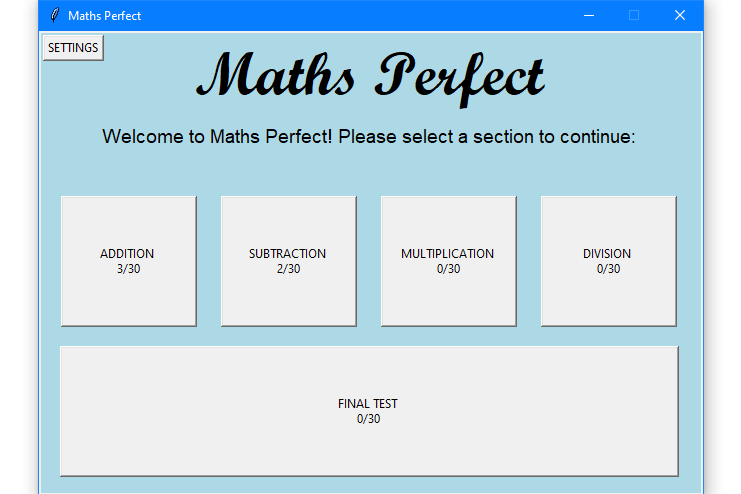 Maths Perfect
SETTINGS
Maths Perfect
Welcome to Maths Perfect! Please select a section to continue:
ADDITION
3/30
SUBTRACTION
2/30
MULTIPLICATION
0/30
DIVISION
0/30
FINAL TEST
0/30